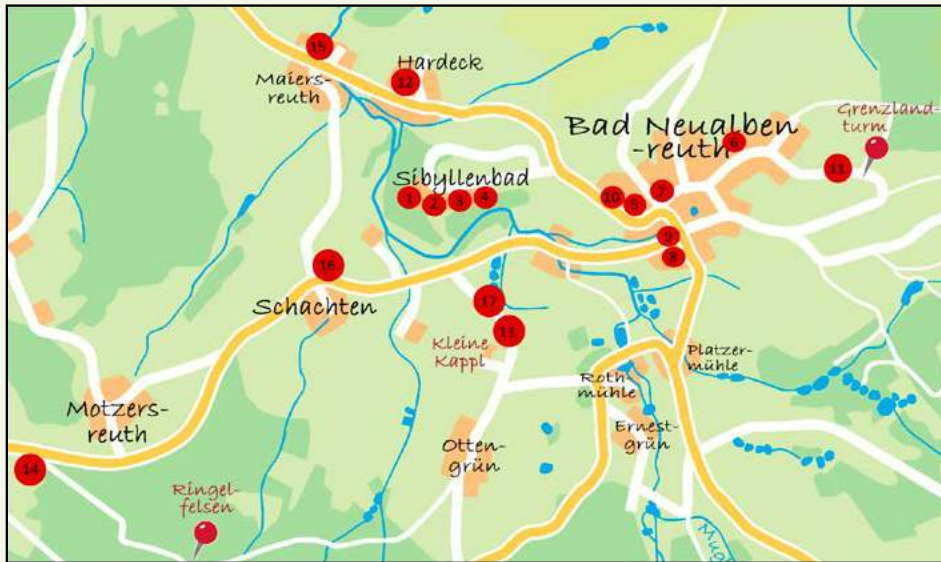 15
Maiers-
reuth
12
Hardeck
Bad Neualben
-reuth
6
Grenzland-
turm
11
Sibyllenbad
1
2
3
4
10
5
7
9
8
16
Schachten
17
13
Kleine
Kappl
Platzer-
mühle
Roth
mühle
Ernest-
grün
Motzers-
reuth
Otten-
grün
14
Ringel-
felsen
Mugl